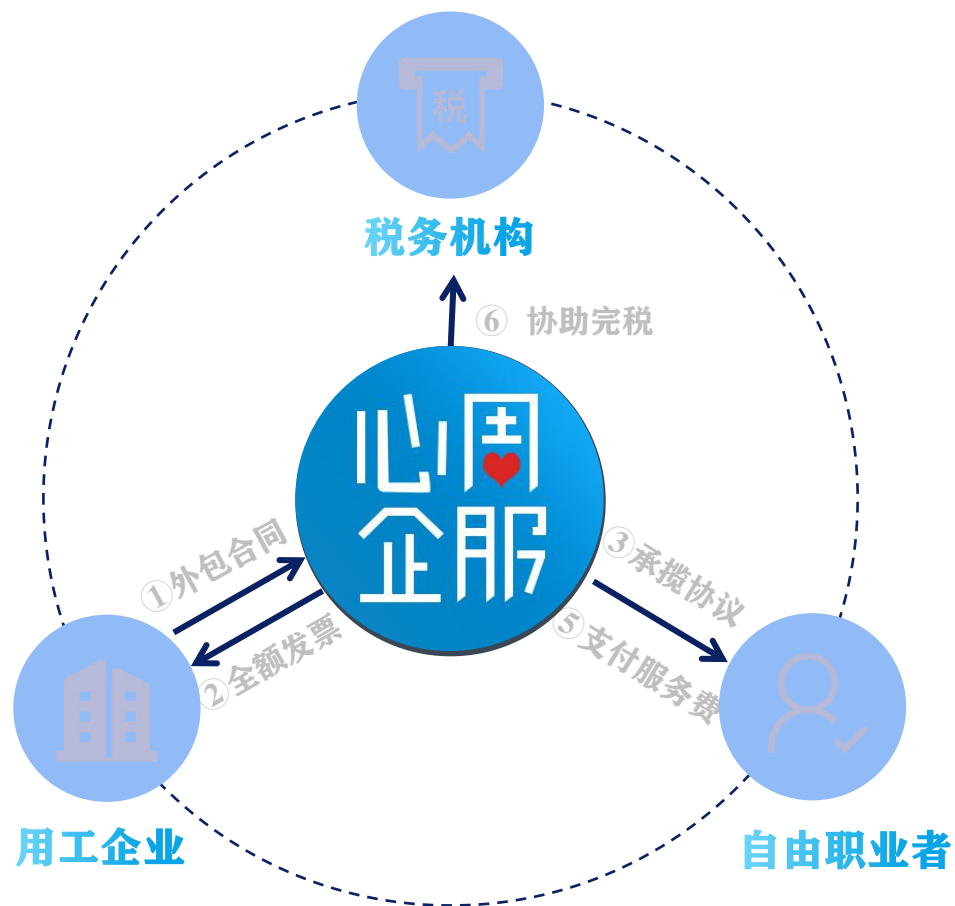 税
税务机构
⑥ 协助完税
心周
企服
①外包合同
②全额发票
③承揽协议
⑤支付服务费
用工企业
自由职业者